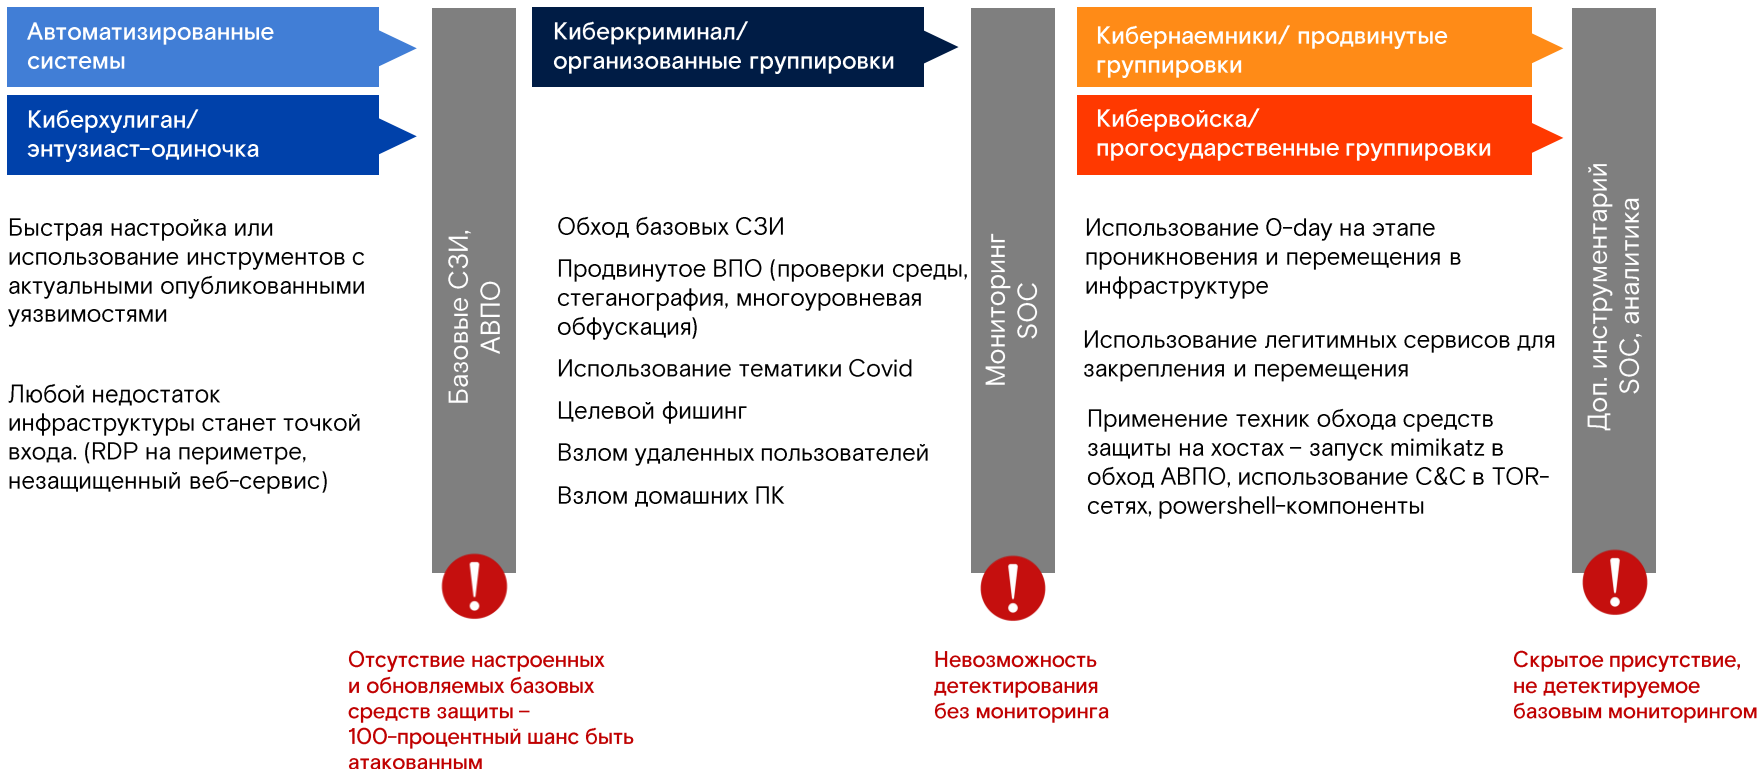 Автоматизированные
системы
Киберхулиган/
энтузиаст-одиночка
Быстрая настройка или
использование инструментов с
актуальными опубликованными
уязвимостями
Любой недостаток
инфраструктуры станет точкой
входа. (RDP на периметре,
незащищенный веб-сервис)
Базовые СЗИ,
АВПО
Отсутствие настроенных
и обновляемых базовых
средств защиты –
100-процентный шанс быть
атакованным
Киберкриминал/
организованные группировки
Обход базовых СЗИ
Продвинутое ВПО (проверки среды,
стеганография, многоуровневая
обфускация)
Использование тематики Covid
Целевой фишинг
Взлом удаленных пользователей
Взлом домашних ПК
Мониторинг
SOC
Невозможность
детектирования
без мониторинга
Кибернаемники/ продвинутые
группировки
Кибервойска/
прогосударственные группировки
Использование 0-day на этапе
проникновения и перемещения в
инфраструктуре
Использование легитимных сервисов для
закрепления и перемещения
Применение техник обхода средств
защиты на хостах – запуск mimikatz в
обход АВПО, использование C&C в TOR-
сетях, powershell-компоненты
Доп. инструментарий
SOC, аналитика
Скрытое присутствие,
не детектируемое
базовым мониторингом